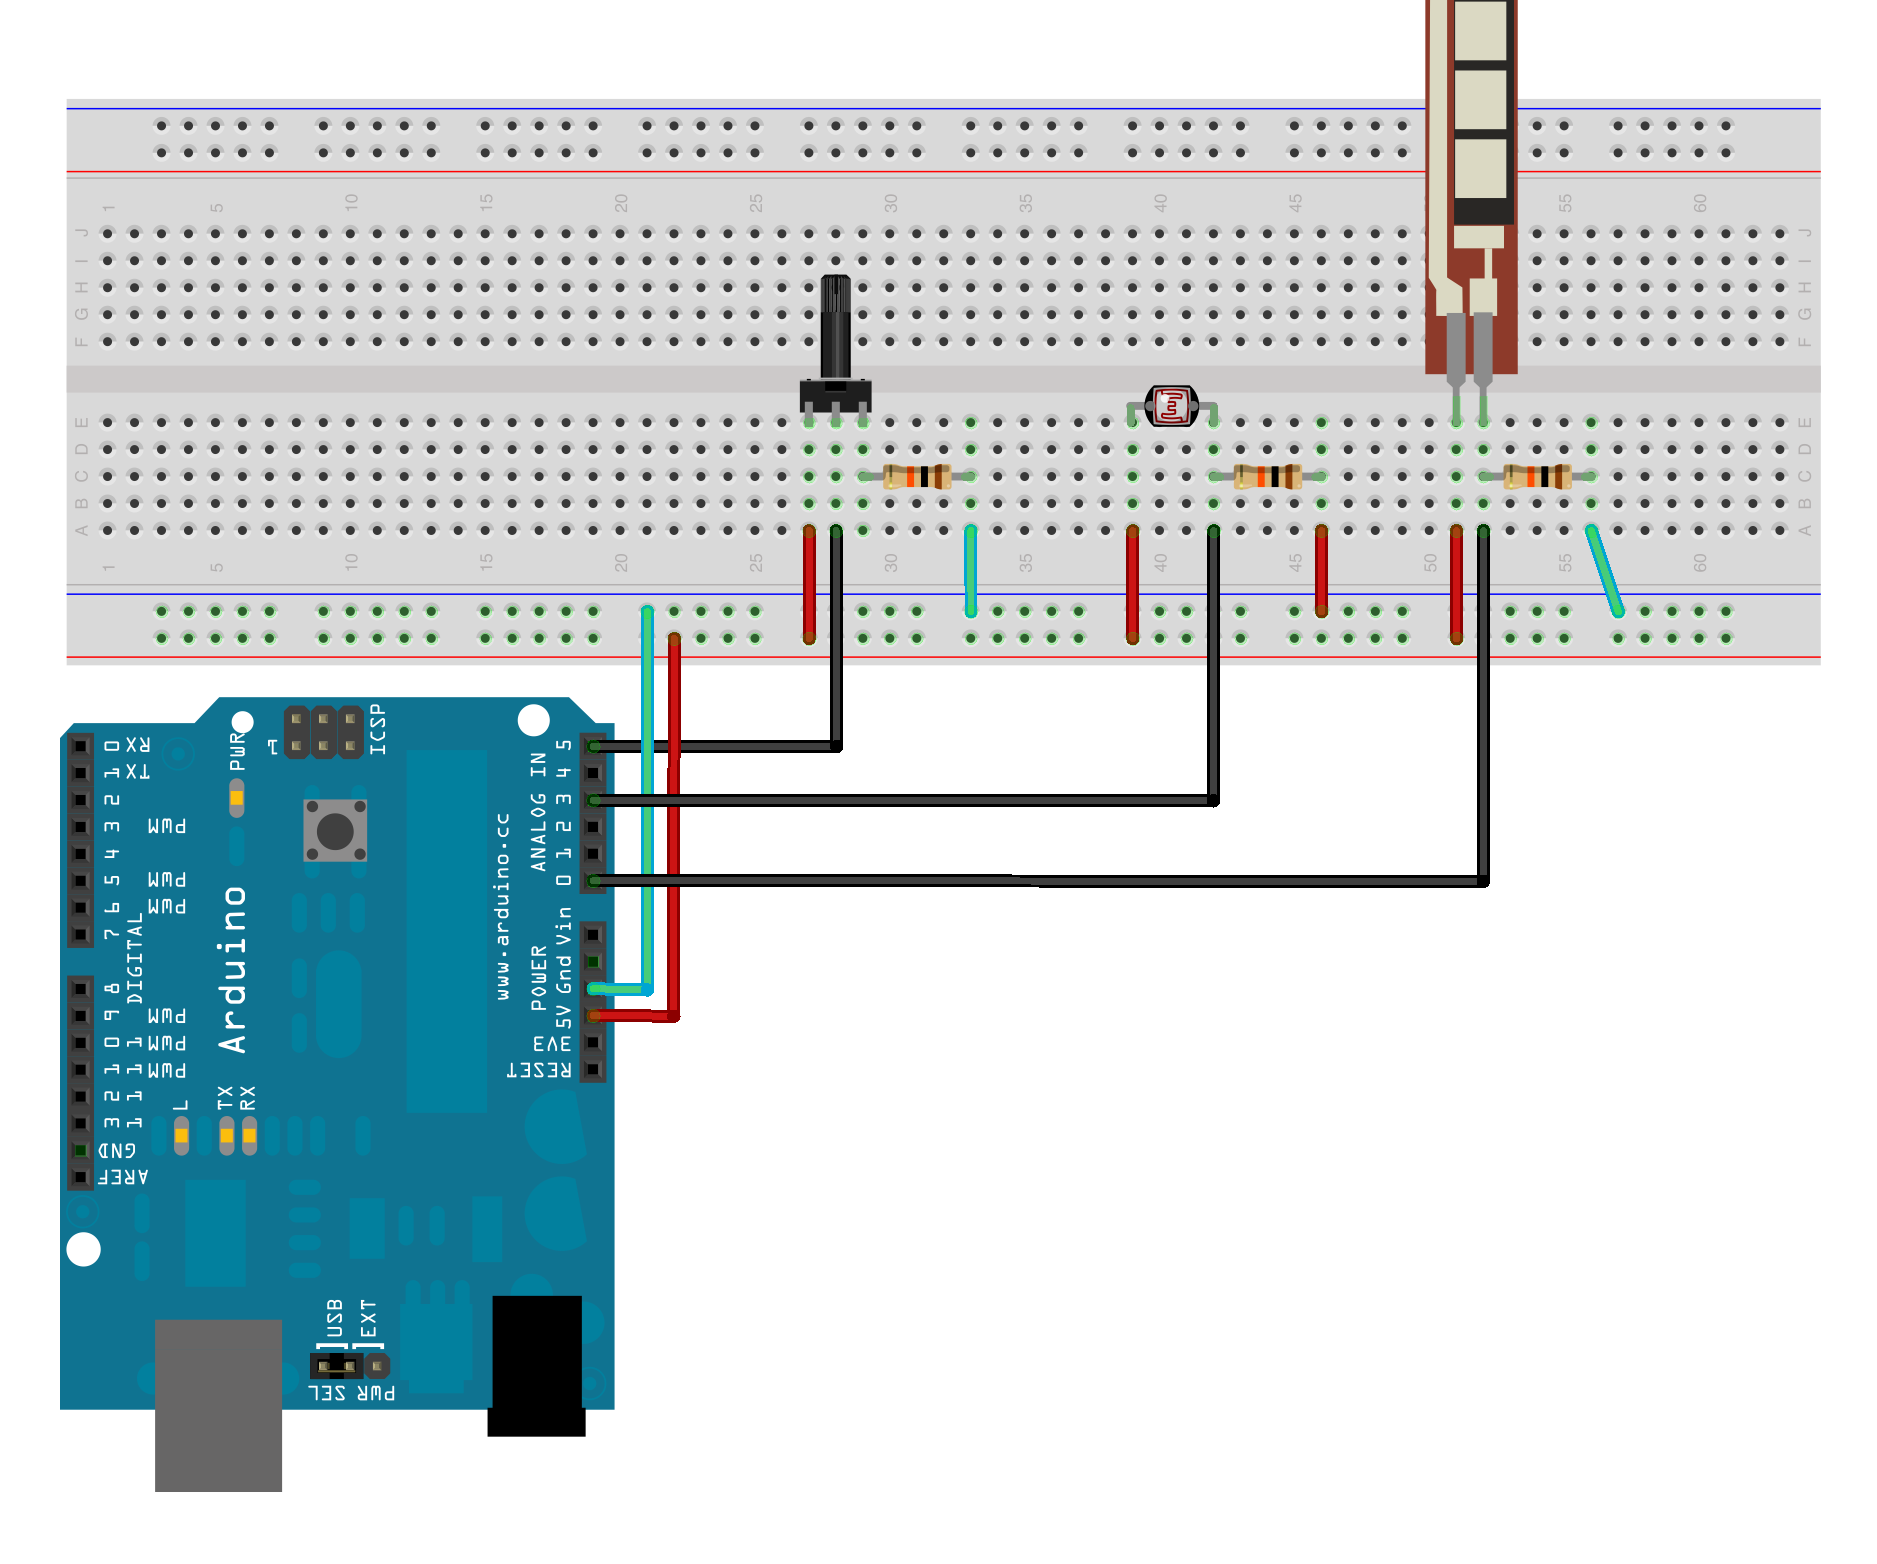 1 5 10 15 20 25 30 35 40 45 55 60
J J
I I
H H
G G
F F
E E
D D
C C
B B
A A
1 5 10 15 20 25 30 35 40 45 50 55 60
RX 0
TX 1
2
PWM 3
4
PWM 5
PWM 6
7
DIGITAL
8
PWM 9
PWM 10
PWM 11
12
13
GND
AREF
PWR
1
ICSP
Arduino
www.arduino.cc
ANALOG IN
5
4
3
2
1
0
POWER
Vin
Gnd
5V
3V3
RESET
L
TX
RX
USB
EXT
PWR SEL